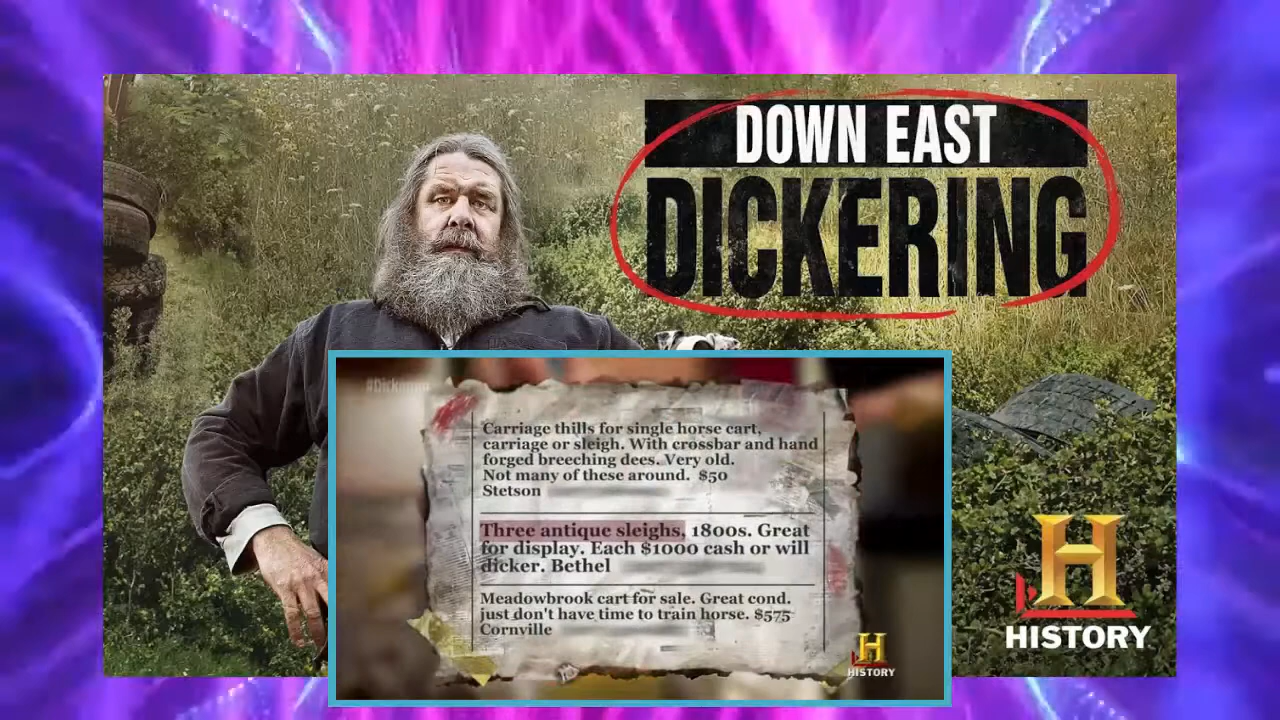 DOWN EAST
DICKERING
Carriage thills for single horse cart,
carriage or sleigh. With crossbar and hand
forged breeching dees. Very old.
Not many of these around. $50
Stetson
Three antique sleighs, 1800s. Great
for display. Each $1000 cash or will
dicker. Bethel
Meadowbrook cart for sale. Great cond.
just don't have time to train horse. $575
Cornville
H
HISTORY
H
HISTORY